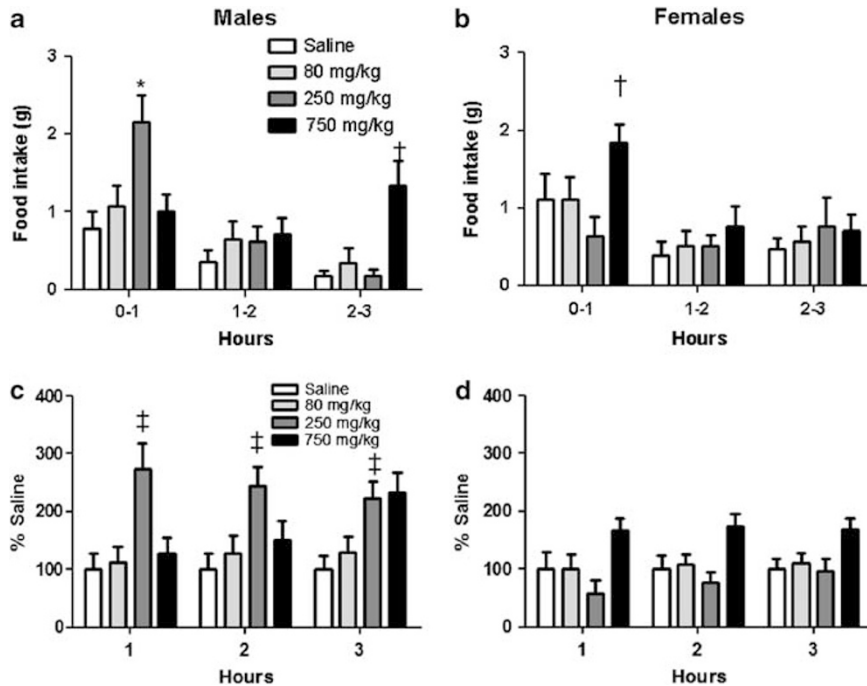 a
Males
Saline
80 mg/kg
250 mg/kg
750 mg/kg
Food intake (g)
3
2
1
0
*
†
0-1
1-2
2-3
Hours
b
Females
Food intake (g)
3
2
1
0
†
0-1
1-2
2-3
Hours
c
Saline
80 mg/kg
250 mg/kg
750 mg/kg
% Saline
400
300
200
100
0
‡
‡
‡
1
2
3
Hours
d
% Saline
400
300
200
100
0
1
2
3
Hours